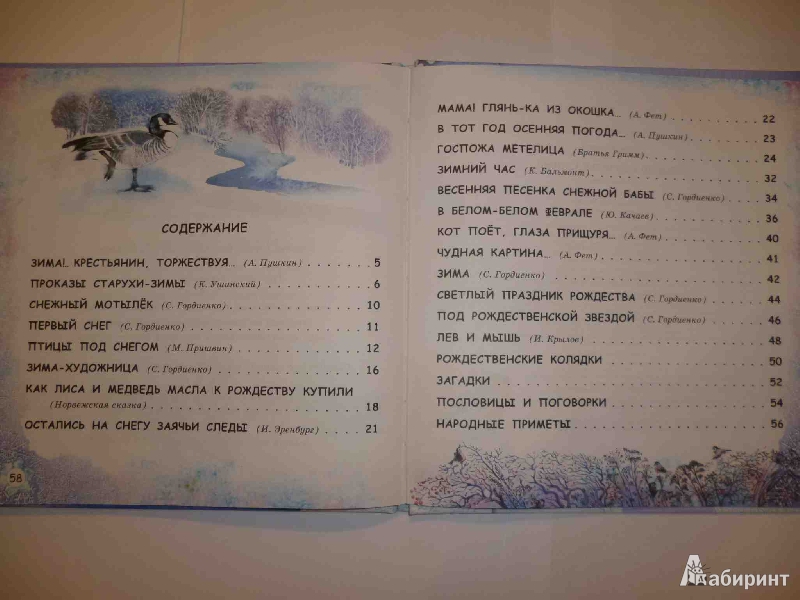 СОДЕРЖАНИЕ
ЗИМА!.. КРЕСТЬЯНИН, ТОРЖЕСТВУЯ... (А. Пушкин) 5
ПРОКАЗЫ СТАРУХИ-ЗИМЫ (К. Ушинский) 6
СНЕЖНЫЙ МОТЫЛЁК (С. Гордиенко) 10
ПЕРВЫЙ СНЕГ (С. Гордиенко) 11
ПТИЦЫ ПОД СНЕГОМ (М. Пришвин) 12
ЗИМА-ХУДОЖНИЦА (С. Гордиенко) 16
КАК ЛИСА И МЕДВЕДЬ МАСЛА К РОЖДЕСТВУ КУПИЛИ
(Норвежская сказка) 18
ОСТАЛИСЬ НА СНЕГУ ЗАЯЧЬИ СЛЕДЫ (И. Эренбург) 21
58
МАМА! ГЛЯНЬ-КА ИЗ ОКОШКА... (А. Фет) 22
В ТОТ ГОД ОСЕННЯЯ ПОГОДА... (А. Пушкин) 23
ГОСПОЖА МЕТЕЛИЦА (Братья Гримм) 24
ЗИМНИЙ ЧАС (К. Бальмонт) 32
ВЕСЕННЯЯ ПЕСЕНКА СНЕЖНОЙ БАБЫ (С. Гордиенко) 34
В БЕЛОМ-БЕЛОМ ФЕВРАЛЕ (Ю. Качаев) 36
КОТ ПОЁТ, ГЛАЗА ПРИЩУРЯ... (А. Фет) 40
ЧУДНАЯ КАРТИНА... (А. Фет) 41
ЗИМА (С. Гордиенко) 42
СВЕТЛЫЙ ПРАЗДНИК РОЖДЕСТВА (С. Гордиенко) 44
ПОД РОЖДЕСТВЕНСКОЙ ЗВЕЗДОЙ (С. Гордиенко) 46
ЛЕВ И МЫШЬ (И. Крылов) 48
РОЖДЕСТВЕНСКИЕ КОЛЯДКИ 50
ЗАГАДКИ 52
ПОСЛОВИЦЫ И ПОГОВОРКИ 54
НАРОДНЫЕ ПРИМЕТЫ 56
Лабиринт